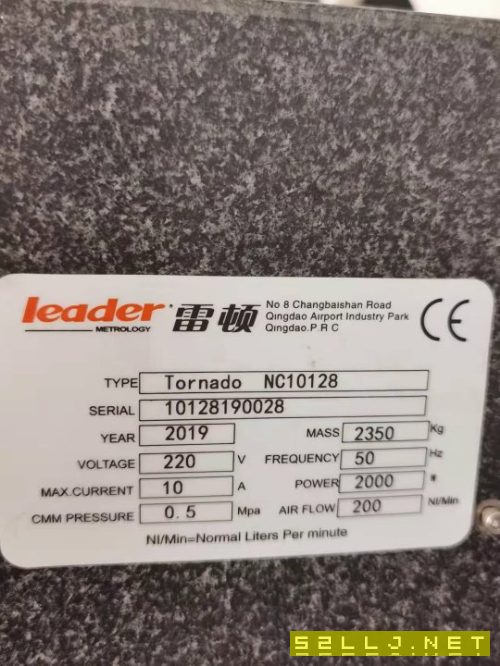 leader 雷顿
METROLOGY
No 8 Changbaishan Road
Qingdao Airport Industry Park
Qingdao.P.R C
CE
TYPE Tornado NC10128
SERIAL 10128190028
YEAR 2019 MASS 2350 Kg
VOLTAGE 220 V FREQUENCY 50 Hz
MAX.CURRENT 10 A POWER 2000
CMM PRESSURE 0.5 Mpa AIR FLOW 200 Nl/Min
Nl/Min=Normal Liters Per minute
52LLJ.NET